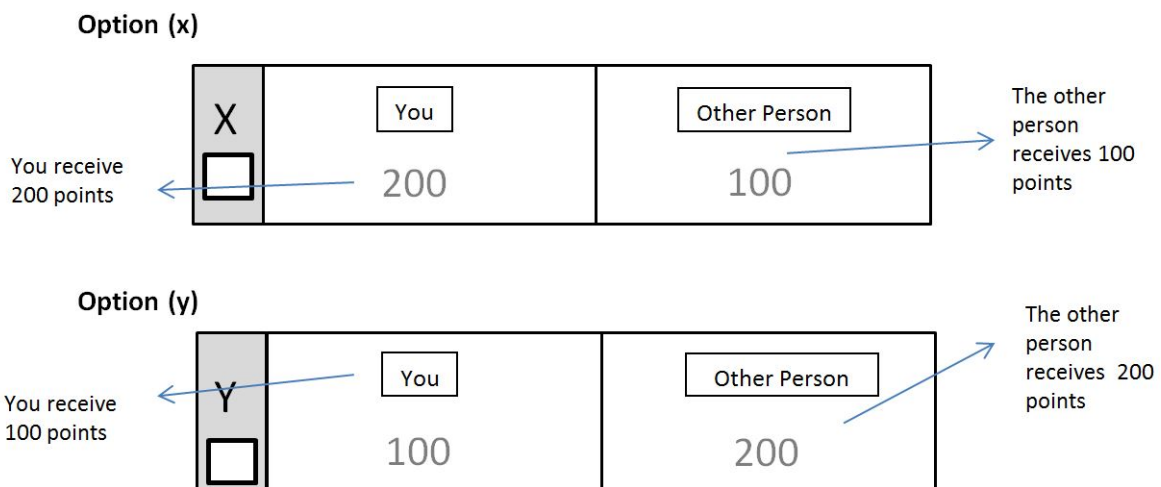 Option (x)
X
You
Other Person
You receive
200 points
200
100
The other
person
receives 100
points
Option (y)
Y
You
Other Person
You receive
100 points
100
200
The other
person
receives  200
points